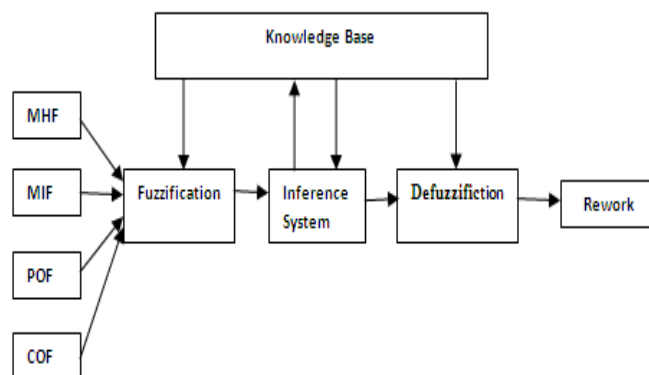 Knowledge Base
MHF
MIF
POF
COF
Fuzzification
Inference
System
Defuzzifiction
Rework